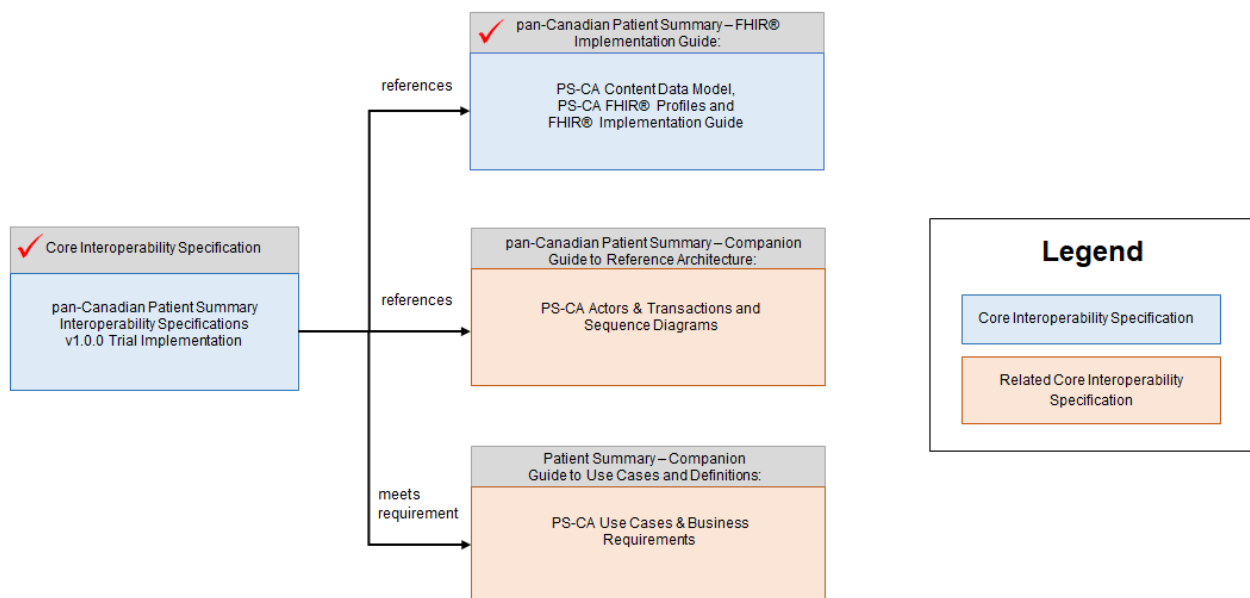 pan-Canadian Patient Summary – FHIR®
Implementation Guide:
references
PS-CA Content Data Model,
PS-CA FHIR® Profiles and
FHIR® Implementation Guide
Core Interoperability Specification
pan-Canadian Patient Summary
Interoperability Specifications
v1.0.0 Trial Implementation
references
pan-Canadian Patient Summary – Companion
Guide to Reference Architecture:
PS-CA Actors & Transactions and
Sequence Diagrams
meets
requirement
Patient Summary – Companion
Guide to Use Cases and Definitions:
PS-CA Use Cases & Business
Requirements
Legend
Core Interoperability Specification
Related Core Interoperability
Specification